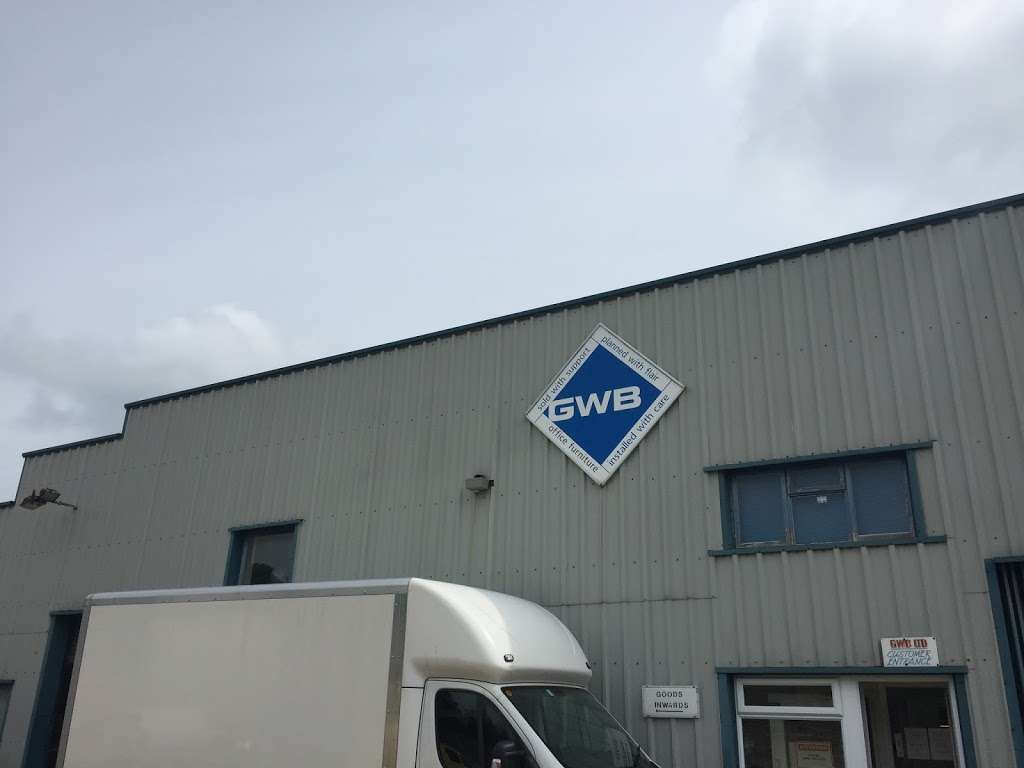 sold with support
planned with flair
GWB
office furniture
installed with care
GWB LTD
CUSTOMER
ENTRANCE
GOODS
INWARDS